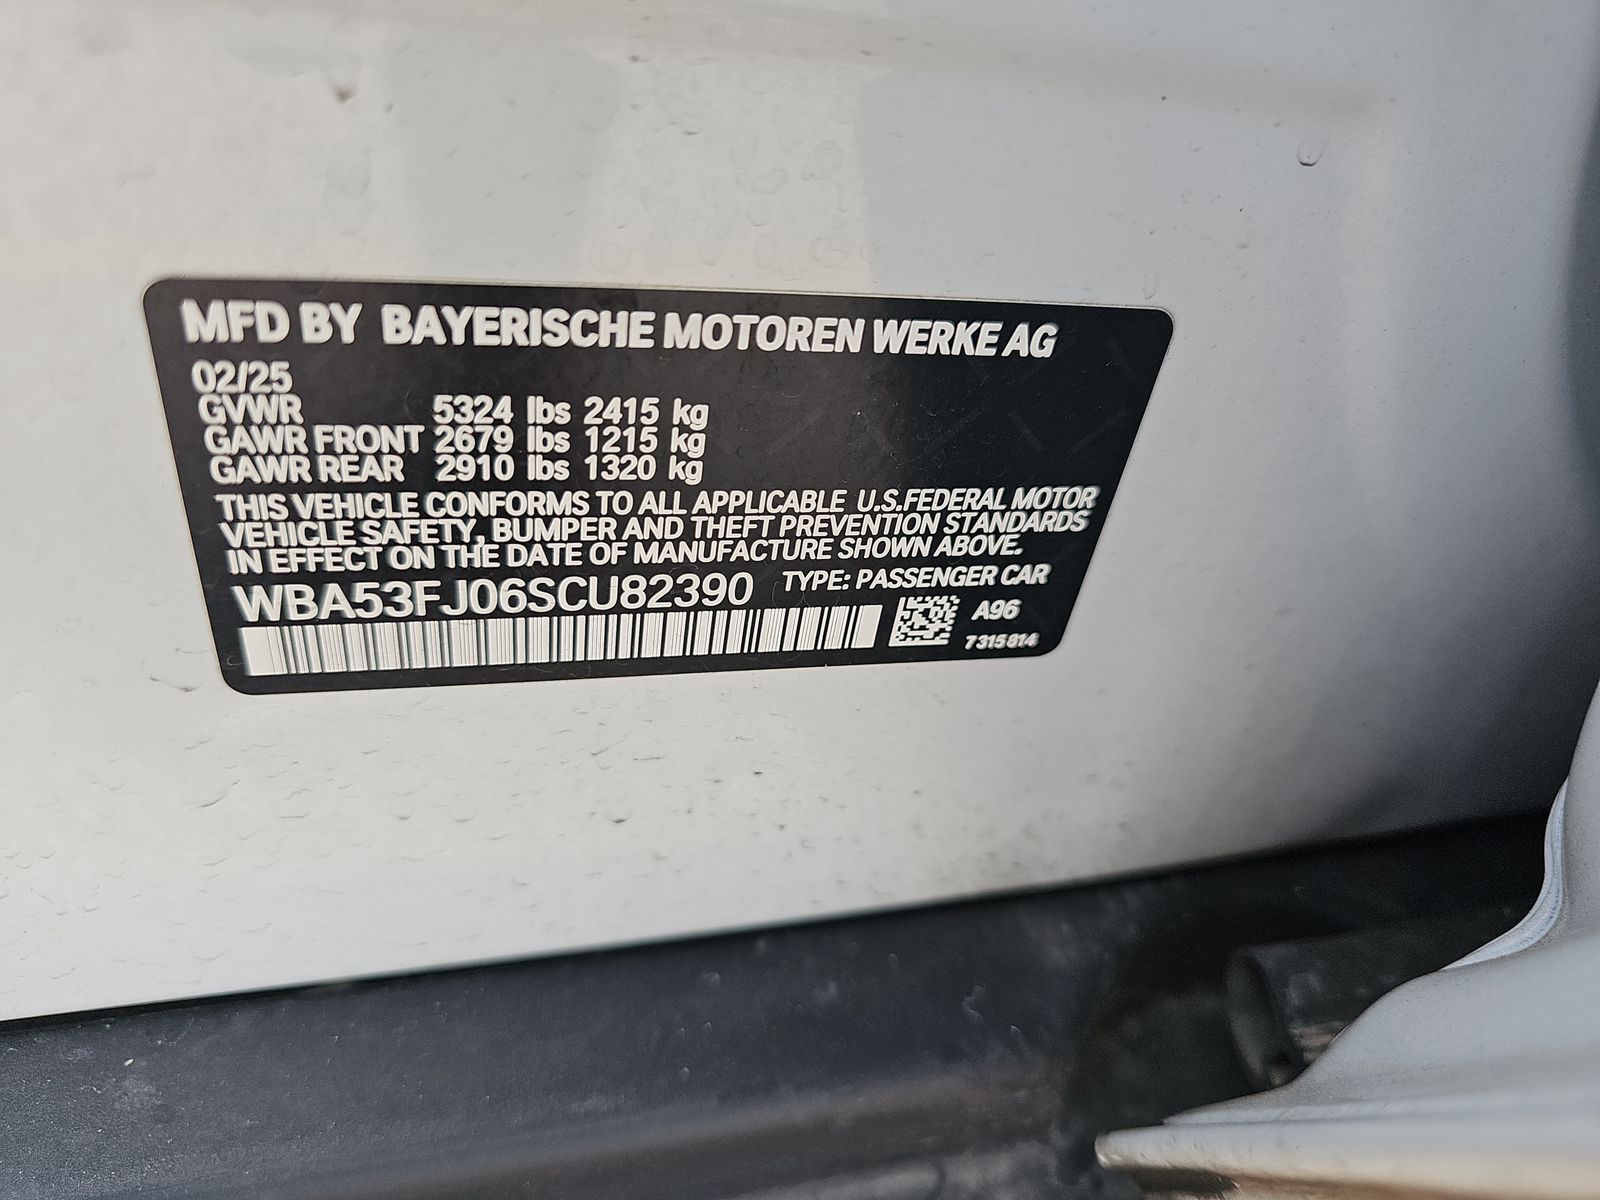 MFD BY BAYERISCHE MOTOREN WERKE AG
02/25
GVWR 5324 lbs 2415 kg
GAWR FRONT 2679 lbs 1215 kg
GAWR REAR 2910 lbs 1320 kg
THIS VEHICLE CONFORMS TO ALL APPLICABLE U.S.FEDERAL MOTOR
VEHICLE SAFETY, BUMPER AND THEFT PREVENTION STANDARDS
IN EFFECT ON THE DATE OF MANUFACTURE SHOWN ABOVE.
WBA53FJ06SCU82390 TYPE: PASSENGER CAR
A96
7315814